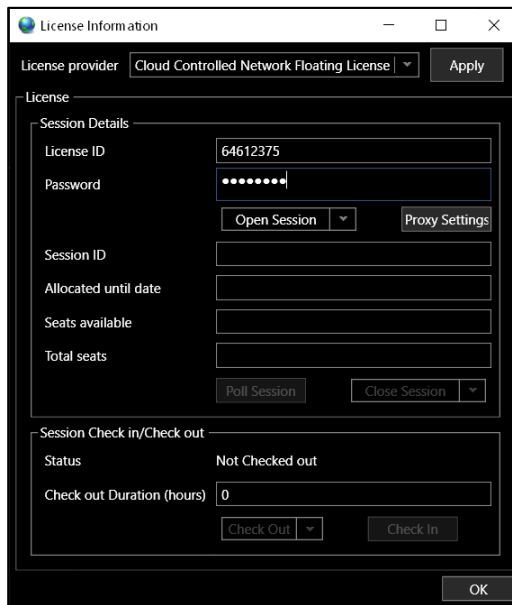 License Information
License provider Cloud Controlled Network Floating License Apply
License
Session Details
License ID 64612375
Password ••••••••
Open Session Proxy Settings
Session ID
Allocated until date
Seats available
Total seats
Poll Session Close Session
Session Check in/Check out
Status Not Checked out
Check out Duration (hours) 0
Check Out Check In
OK